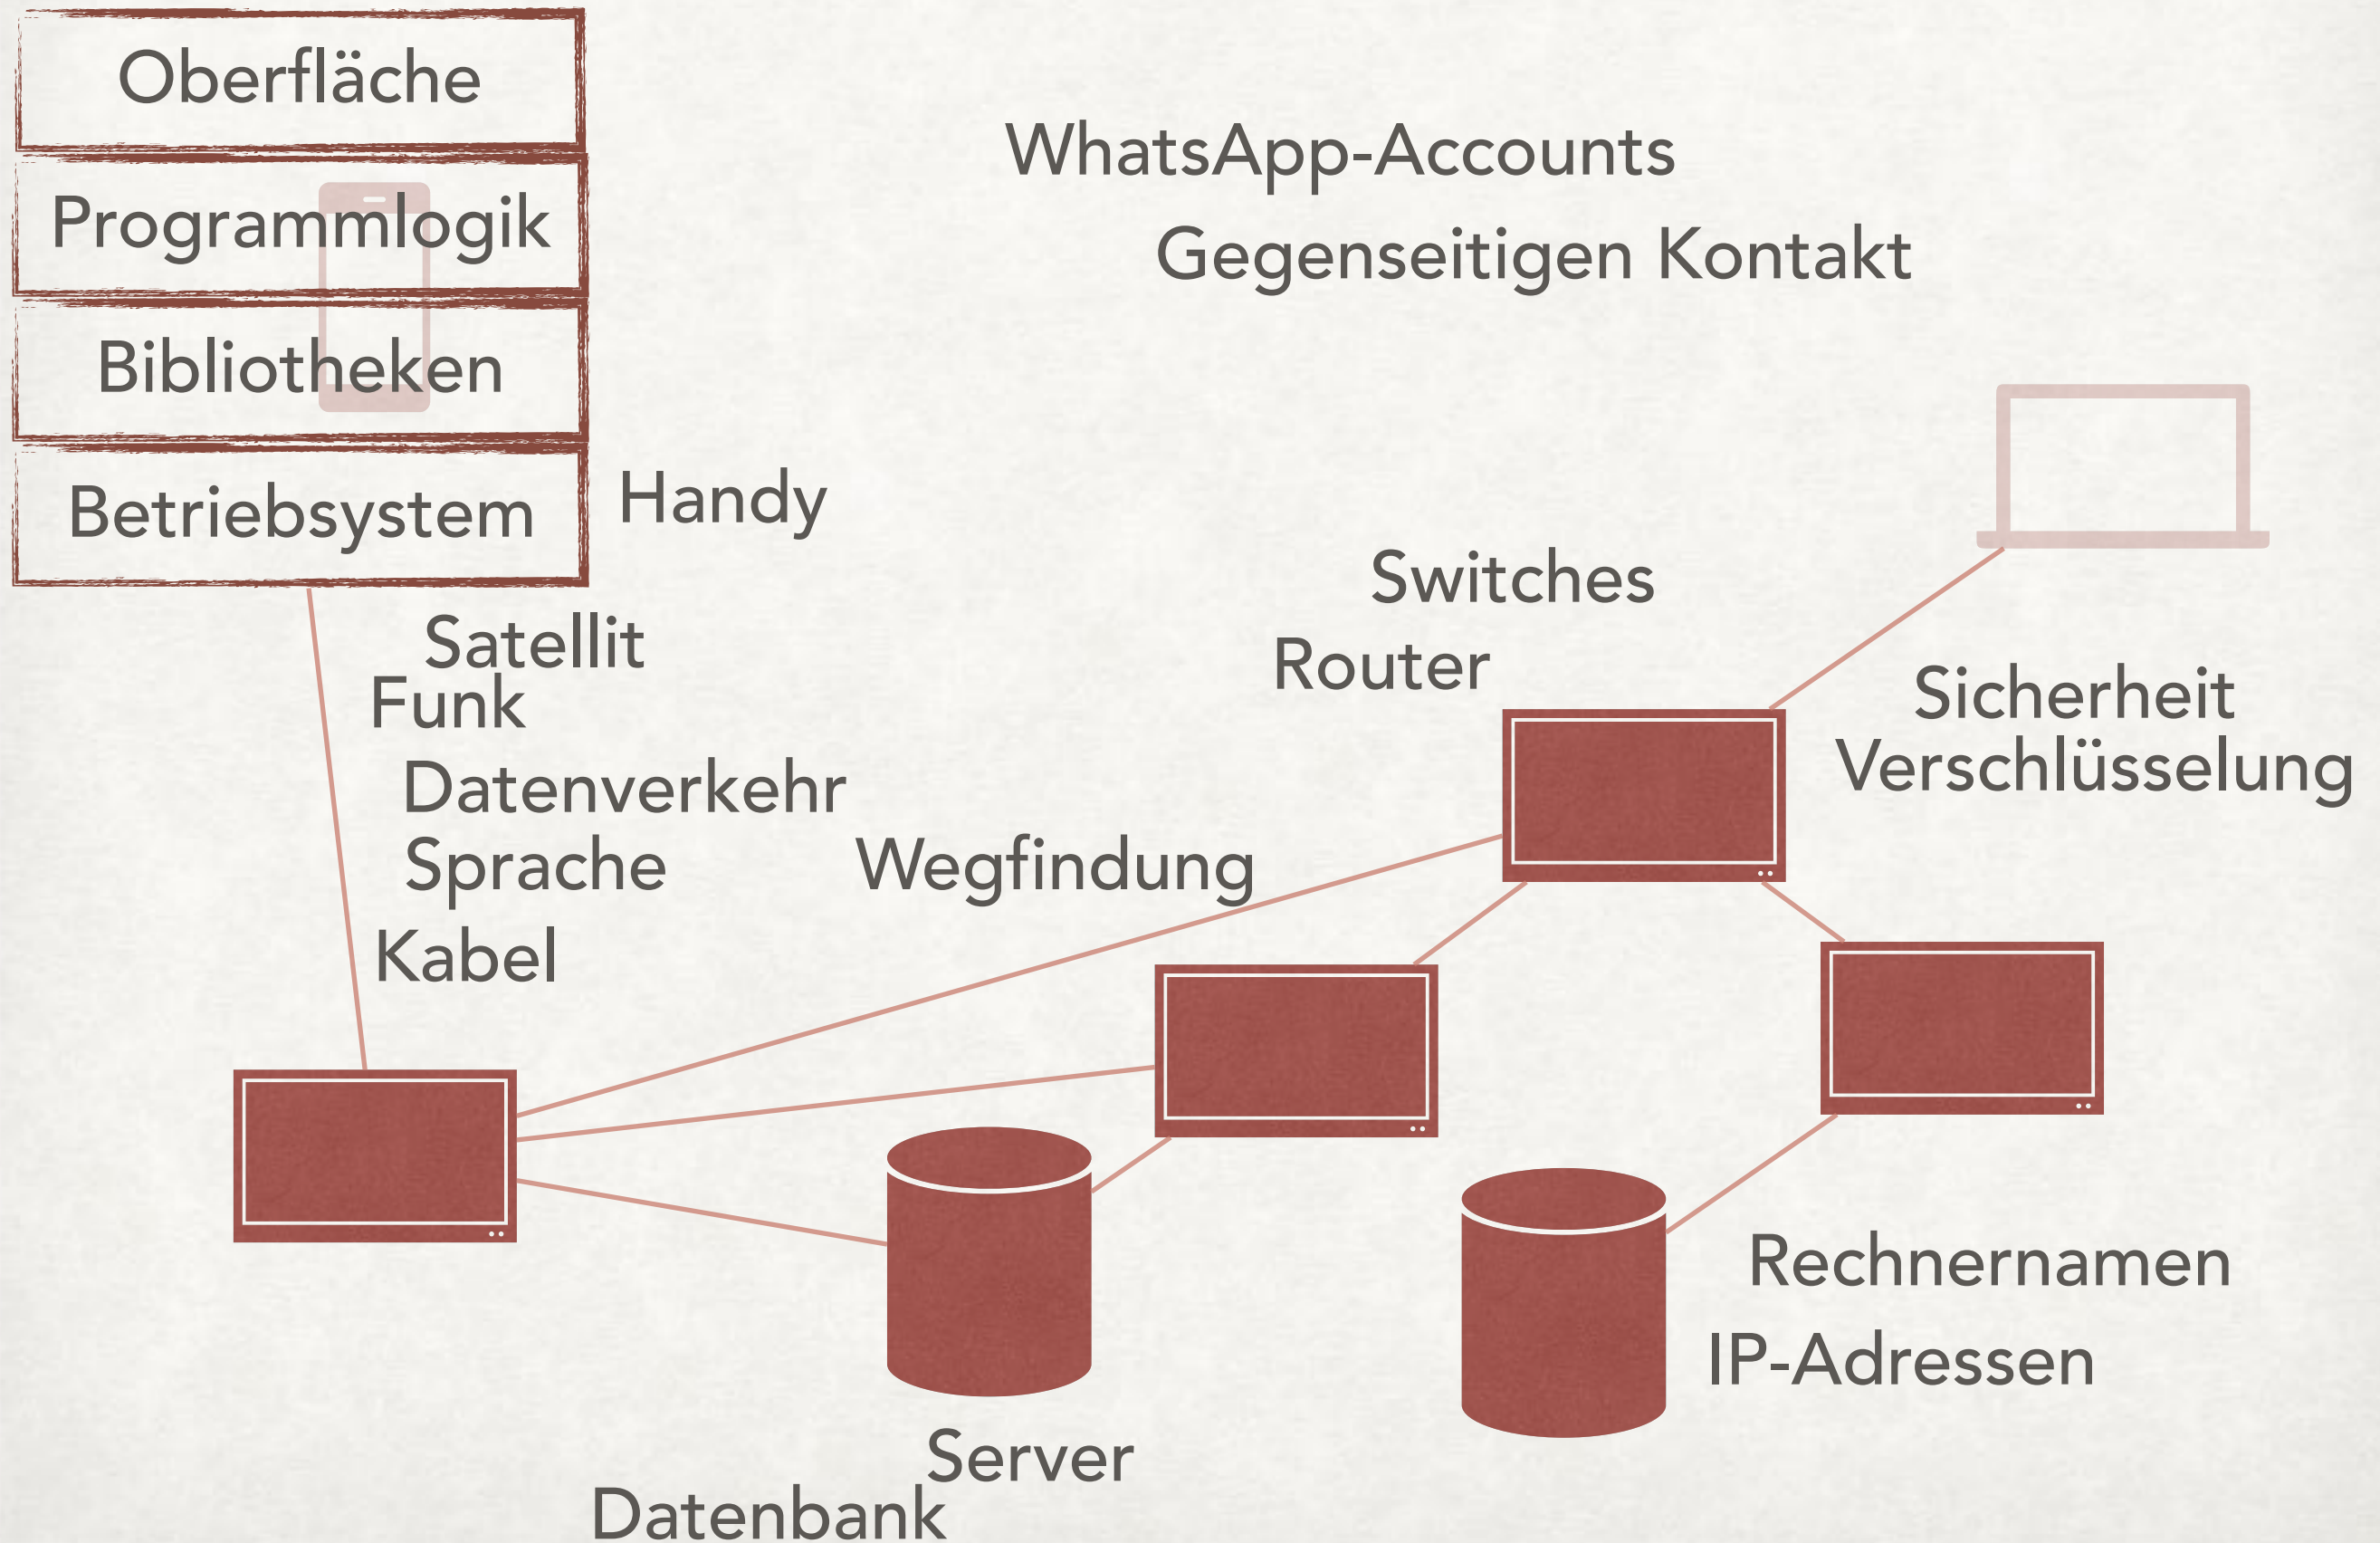 Oberfläche
Programmlogik
Bibliotheken
Betriebsystem
Handy
WhatsApp-Accounts
Gegenseitigen Kontakt
Satellit
Funk
Datenverkehr
Sprache
Kabel
Wegfindung
Switches
Router
Sicherheit
Verschlüsselung
Server
Datenbank
Rechnernamen
IP-Adressen